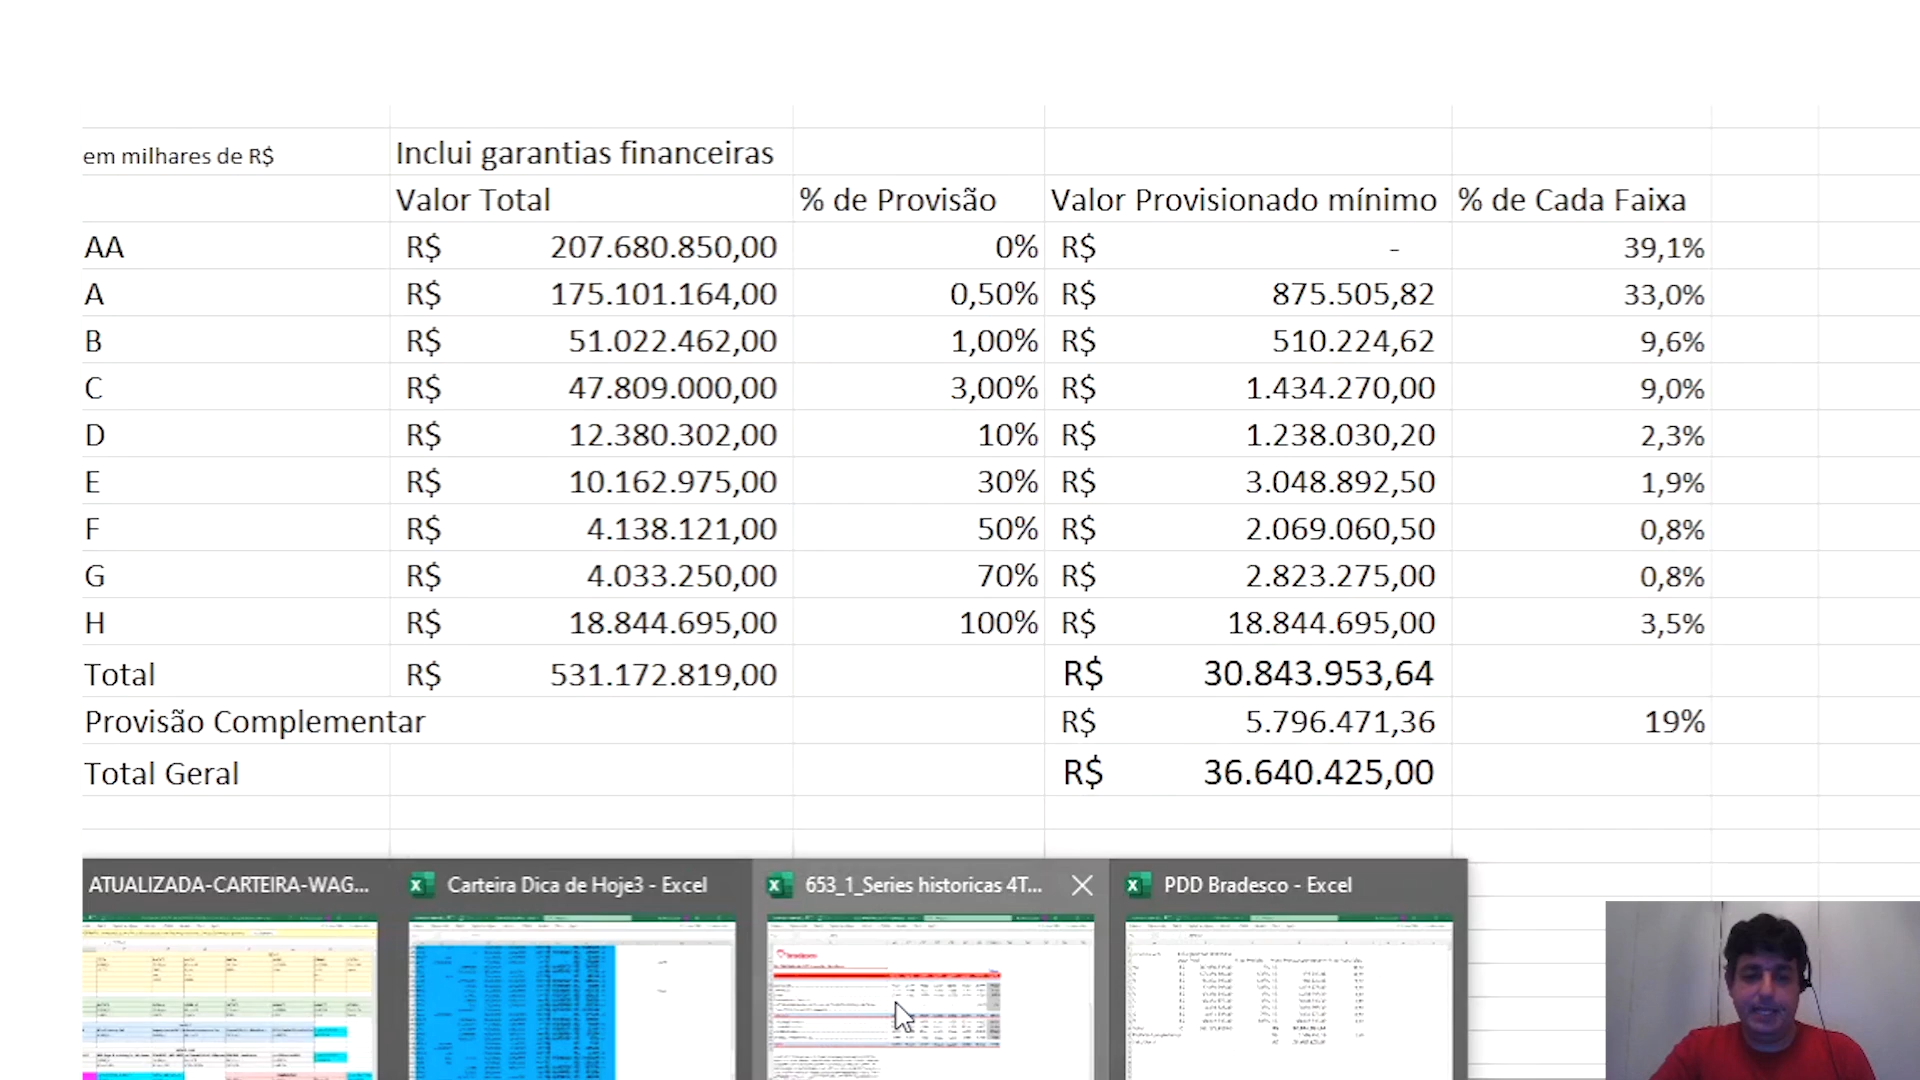 em milhares de R$ Inclui garantias financeiras
Valor Total % de Provisão Valor Provisionado mínimo % de Cada Faixa
AA R$ 207.680.850,00 0% R$ - 39,1%
A R$ 175.101.164,00 0,50% R$ 875.505,82 33,0%
B R$ 51.022.462,00 1,00% R$ 510.224,62 9,6%
C R$ 47.809.000,00 3,00% R$ 1.434.270,00 9,0%
D R$ 12.380.302,00 10% R$ 1.238.030,20 2,3%
E R$ 10.162.975,00 30% R$ 3.048.892,50 1,9%
F R$ 4.138.121,00 50% R$ 2.069.060,50 0,8%
G R$ 4.033.250,00 70% R$ 2.823.275,00 0,8%
H R$ 18.844.695,00 100% R$ 18.844.695,00 3,5%
Total R$ 531.172.819,00 R$ 30.843.953,64
Provisão Complementar R$ 5.796.471,36 19%
Total Geral R$ 36.640.425,00
ATUALIZADA-CARTEIRA-WAG... Carteira Dica de Hoje3 - Excel 653_1_Series historicas 4T... PDD Bradesco - Excel